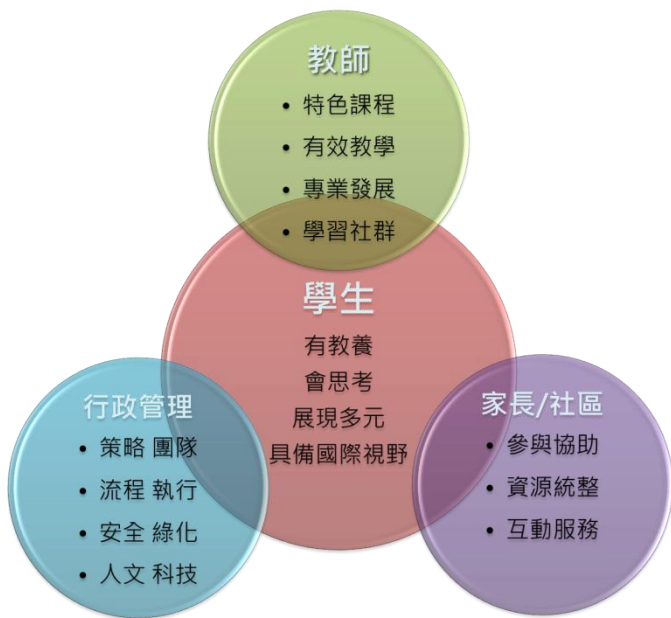 教師
• 特色課程
• 有效教學
• 專業發展
• 學習社群
學生
有教養
會思考
展現多元
具備國際視野
行政管理
• 策略 團隊
• 流程 執行
• 安全 綠化
• 人文 科技
家長/社區
• 參與協助
• 資源統整
• 互動服務